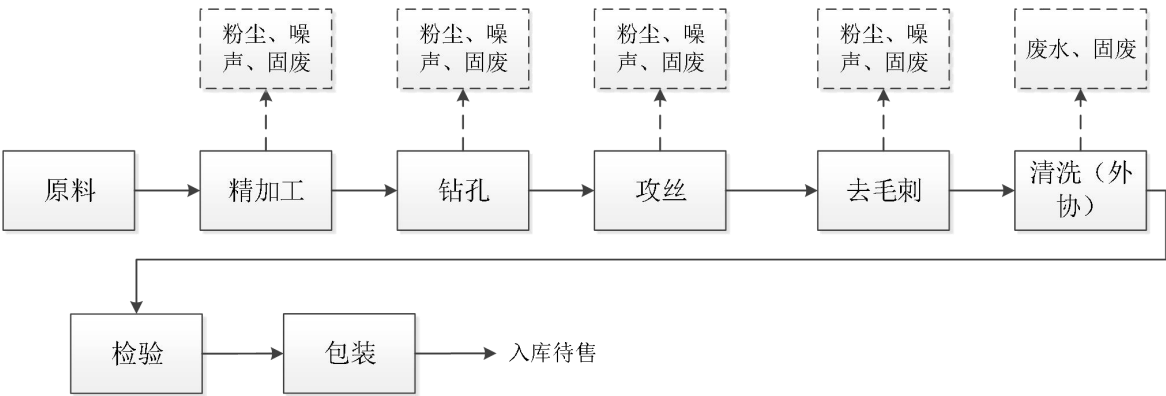 粉尘、噪
声、固废
粉尘、噪
声、固废
粉尘、噪
声、固废
粉尘、噪
声、固废
废水、固废
原料
精加工
钻孔
攻丝
去毛刺
清洗（外
协）
检验
包装
入库待售